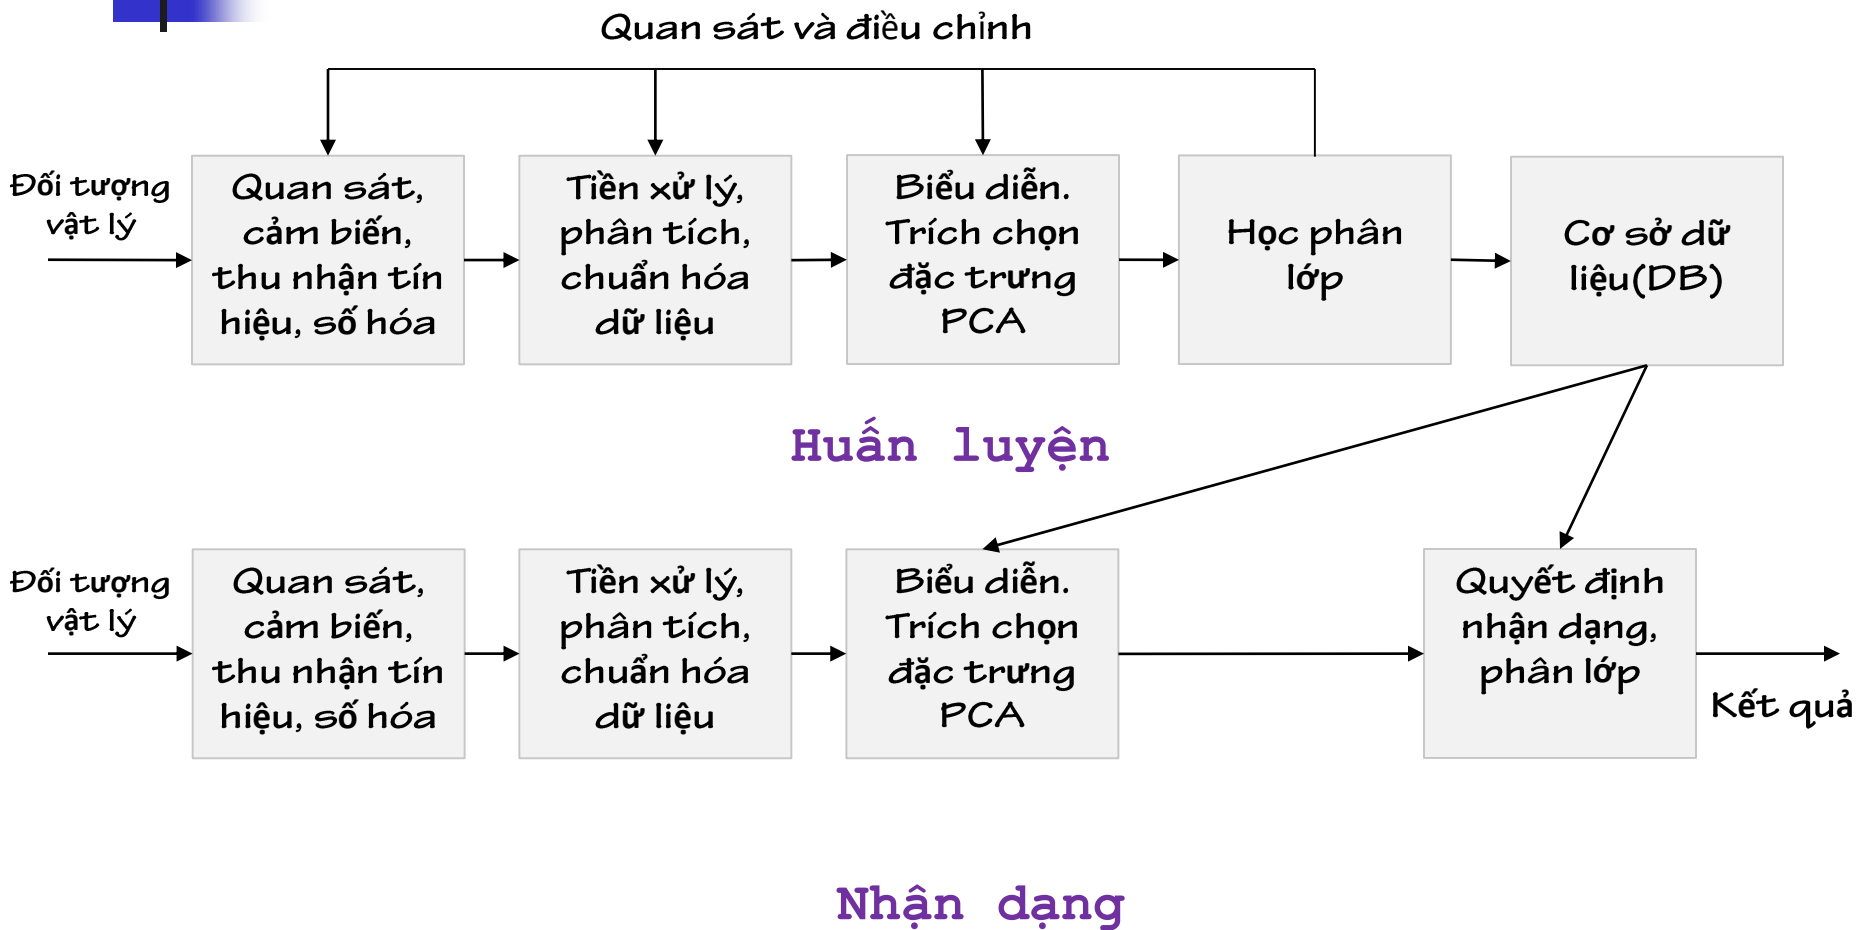 Quan sát và điều chỉnh
Đối tượng
vật lý
Quan sát,
cảm biến,
thu nhận tín
hiệu, số hóa
Tiền xử lý,
phân tích,
chuẩn hóa
dữ liệu
Biểu diễn.
Trích chọn
đặc trưng
PCA
Học phân
lớp
Cơ sở dữ
liệu(DB)
Huấn luyện
Đối tượng
vật lý
Quan sát,
cảm biến,
thu nhận tín
hiệu, số hóa
Tiền xử lý,
phân tích,
chuẩn hóa
dữ liệu
Biểu diễn.
Trích chọn
đặc trưng
PCA
Quyết định
nhận dạng,
phân lớp
Kết quả
Nhận dạng